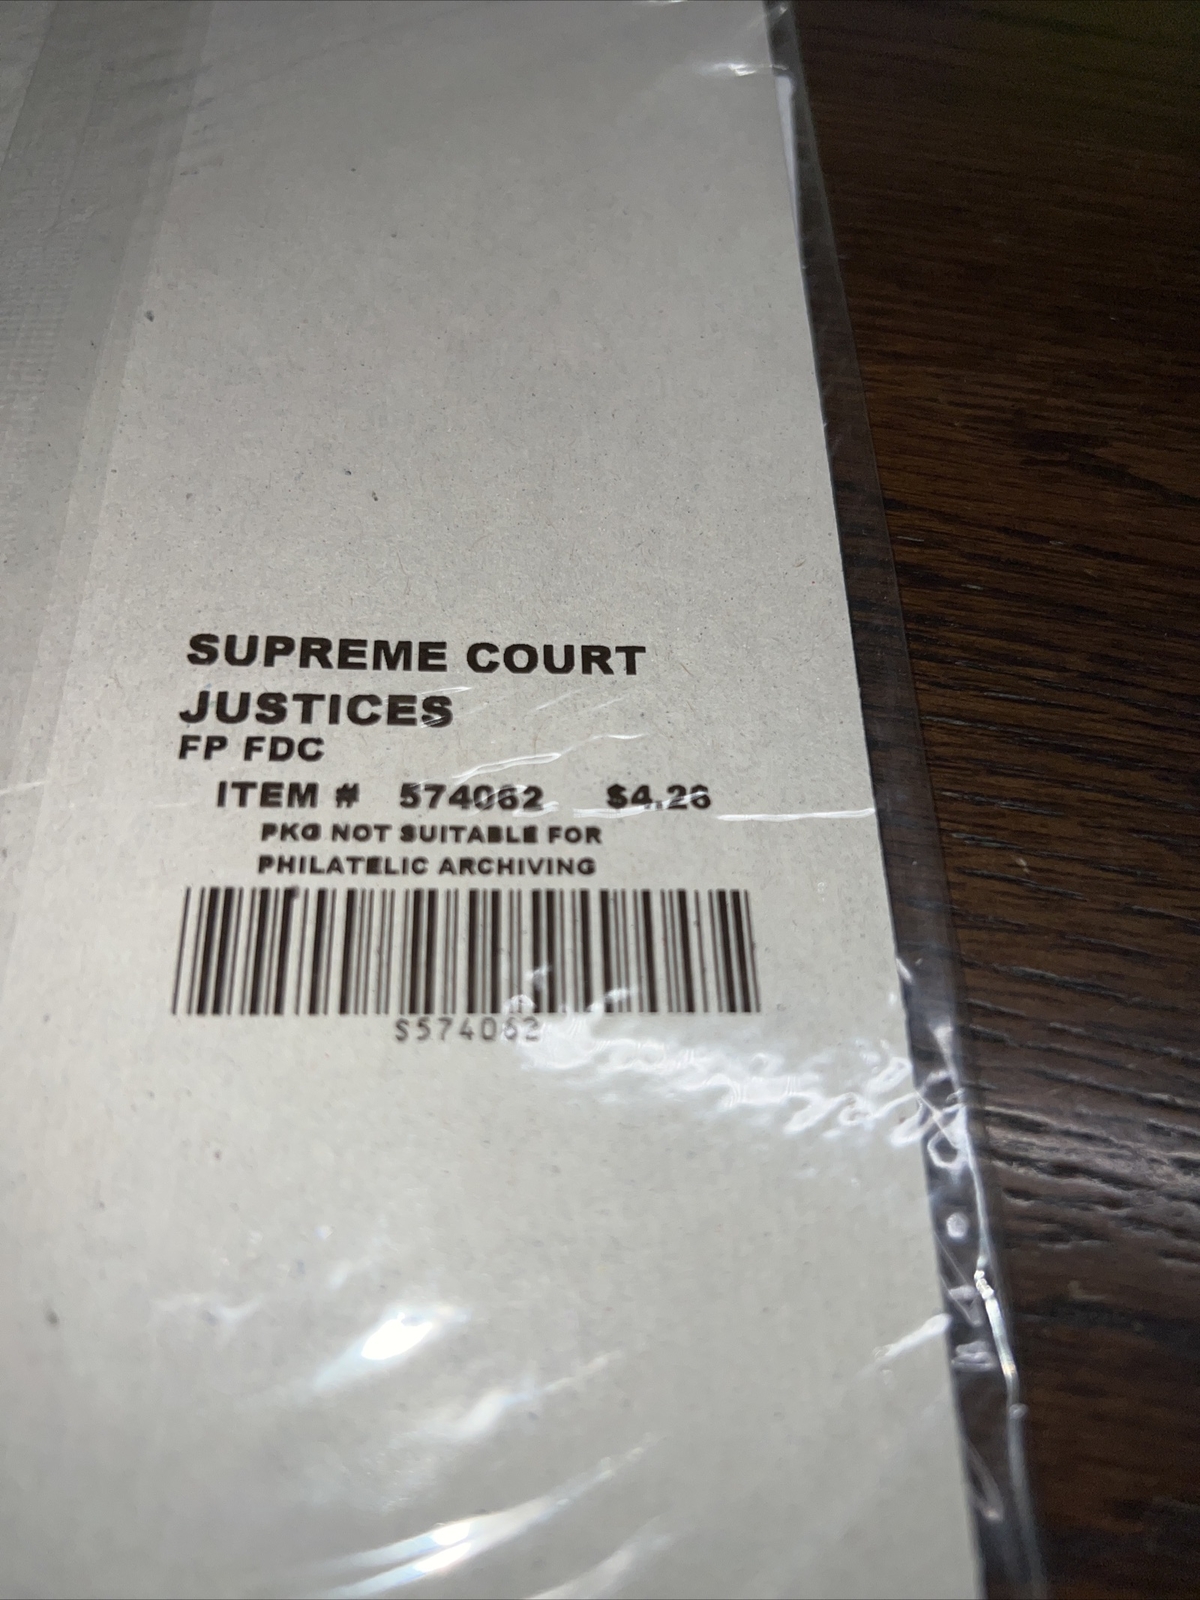 SUPREME COURT
JUSTICES
FP FDC
ITEM # 574062 $4.26
PKG NOT SUITABLE FOR
PHILATELIC ARCHIVING
S574062